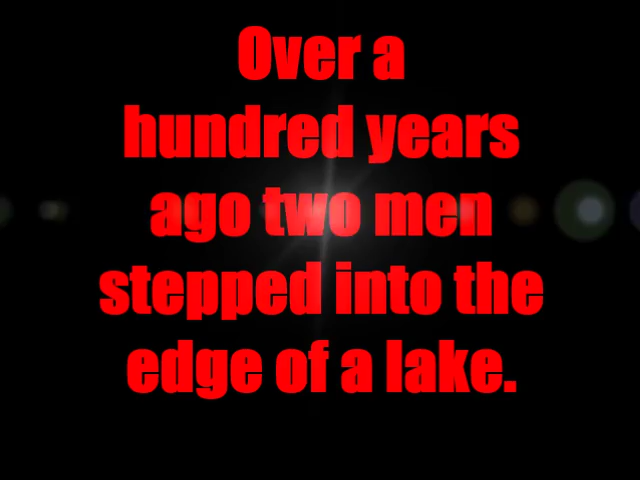 Over a
hundred years
ago two men
stepped into the
edge of a lake.